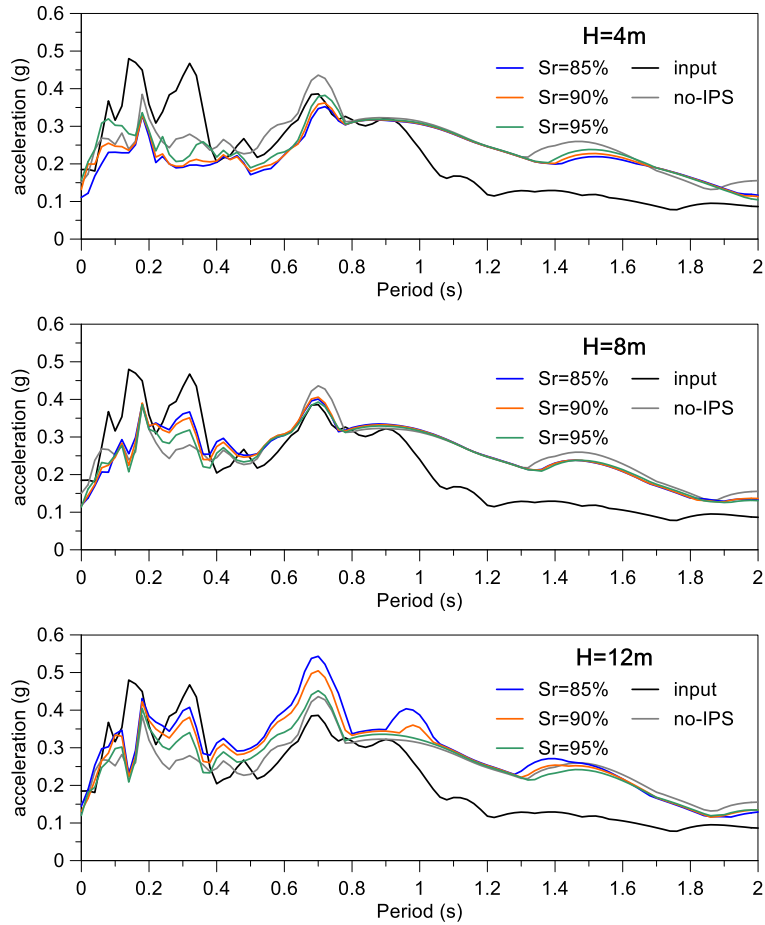 0.6
H=4m
0.5
Sr=85% input
0.4
Sr=90% no-IPS
0.3
Sr=95%
0.2
0.1
0
acceleration (g)
0 0.2 0.4 0.6 0.8 1 1.2 1.4 1.6 1.8 2
Period (s)
0.6
H=8m
0.5
Sr=85% input
0.4
Sr=90% no-IPS
0.3
Sr=95%
0.2
0.1
0
acceleration (g)
0 0.2 0.4 0.6 0.8 1 1.2 1.4 1.6 1.8 2
Period (s)
0.6
H=12m
0.5
Sr=85% input
0.4
Sr=90% no-IPS
0.3
Sr=95%
0.2
0.1
0
acceleration (g)
0 0.2 0.4 0.6 0.8 1 1.2 1.4 1.6 1.8 2
Period (s)